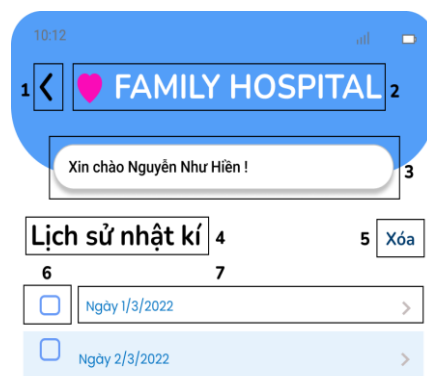 10:12
1 FAMILY HOSPITAL 2
Xin chào Nguyễn Như Hiền !
3
Lịch sử nhật kí 4 5 Xóa
6 7
Ngày 1/3/2022
Ngày 2/3/2022